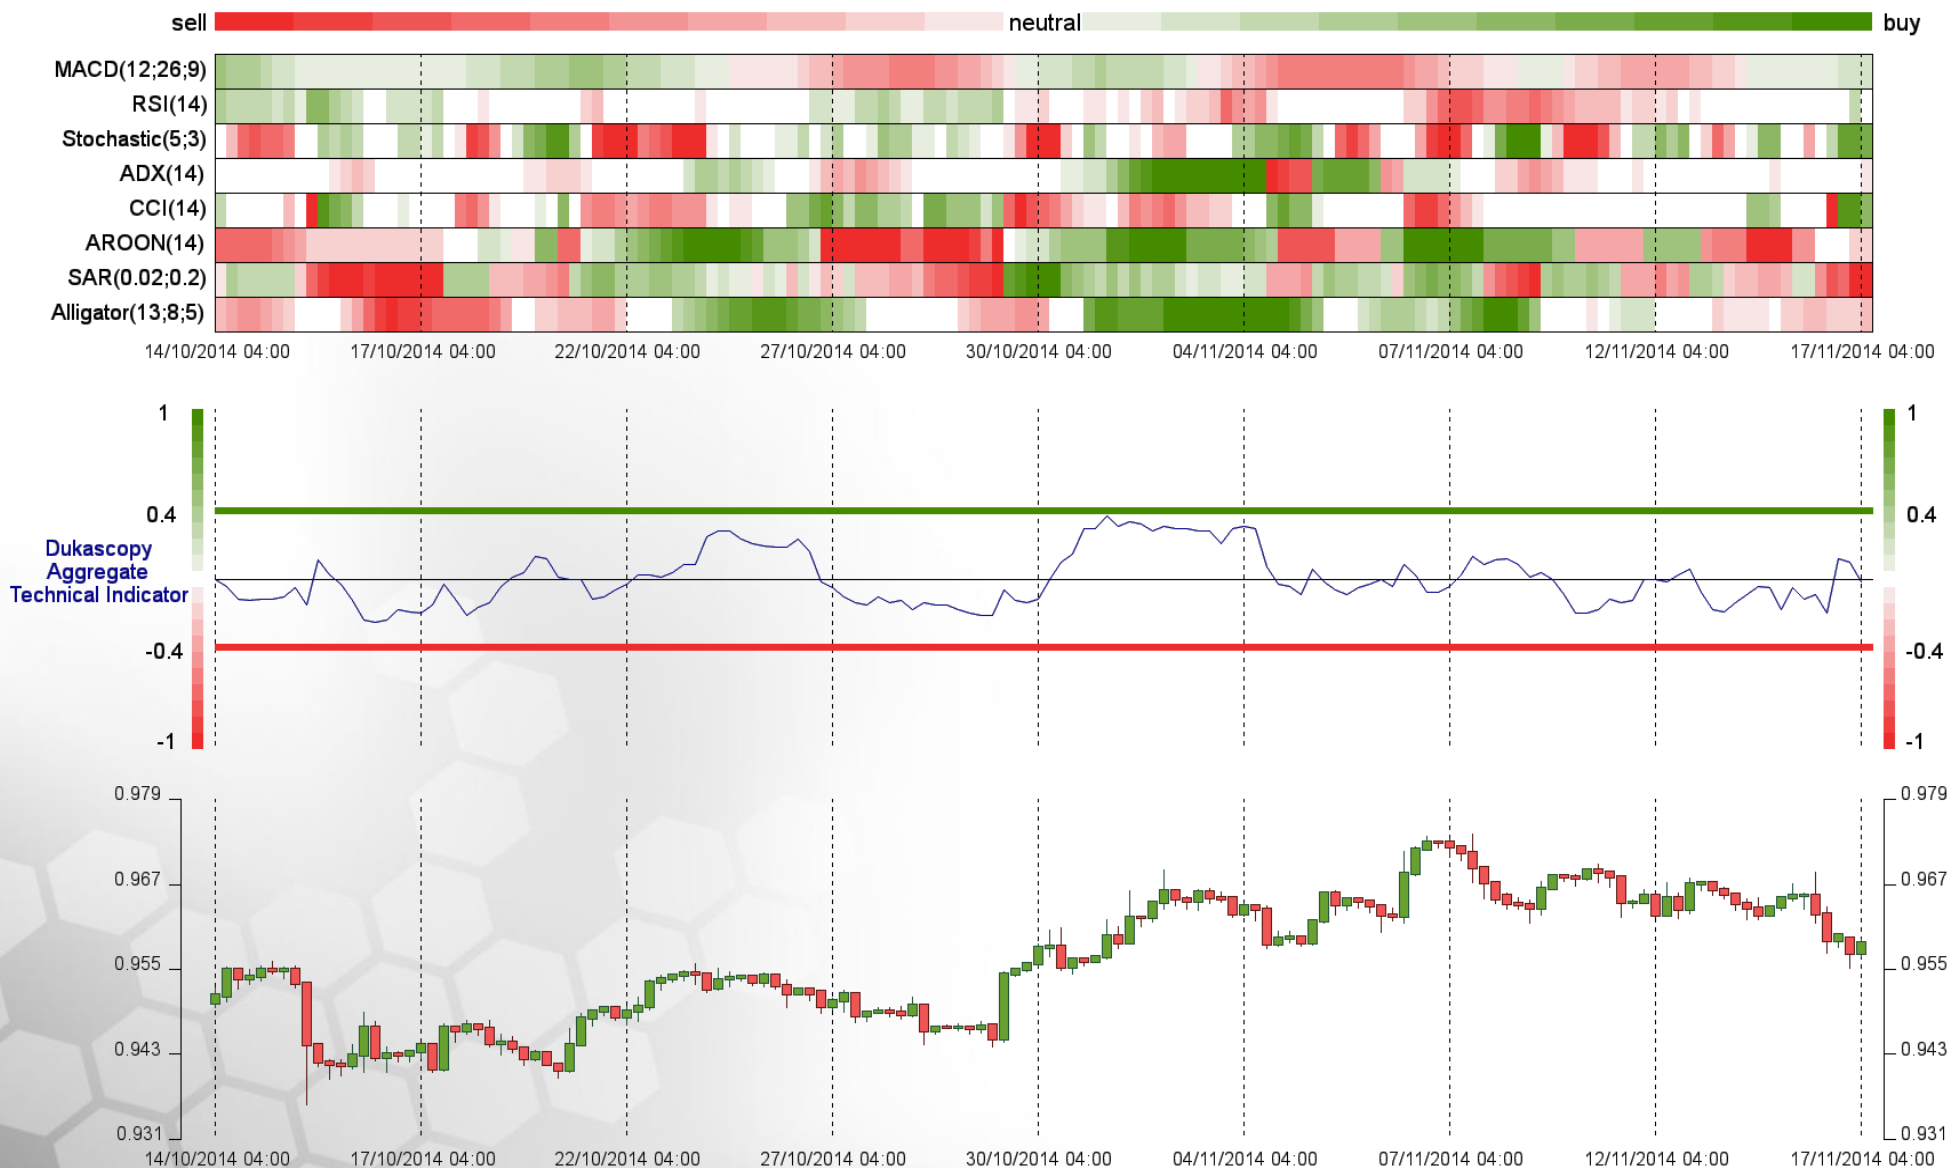 sell neutral buy
MACD(12;26;9)
RSI(14)
Stochastic(5;3)
ADX(14)
CCI(14)
AROON(14)
SAR(0.02;0.2)
Alligator(13;8;5)
14/10/2014 04:00 17/10/2014 04:00 22/10/2014 04:00 27/10/2014 04:00 30/10/2014 04:00 04/11/2014 04:00 07/11/2014 04:00 12/11/2014 04:00 17/11/2014 04:00
1 1
0.4 0.4
Dukascopy
Aggregate
Technical Indicator
-0.4 -0.4
-1 -1
0.979 0.979
0.967 0.967
0.955 0.955
0.943 0.943
0.931 0.931
14/10/2014 04:00 17/10/2014 04:00 22/10/2014 04:00 27/10/2014 04:00 30/10/2014 04:00 04/11/2014 04:00 07/11/2014 04:00 12/11/2014 04:00 17/11/2014 04:00